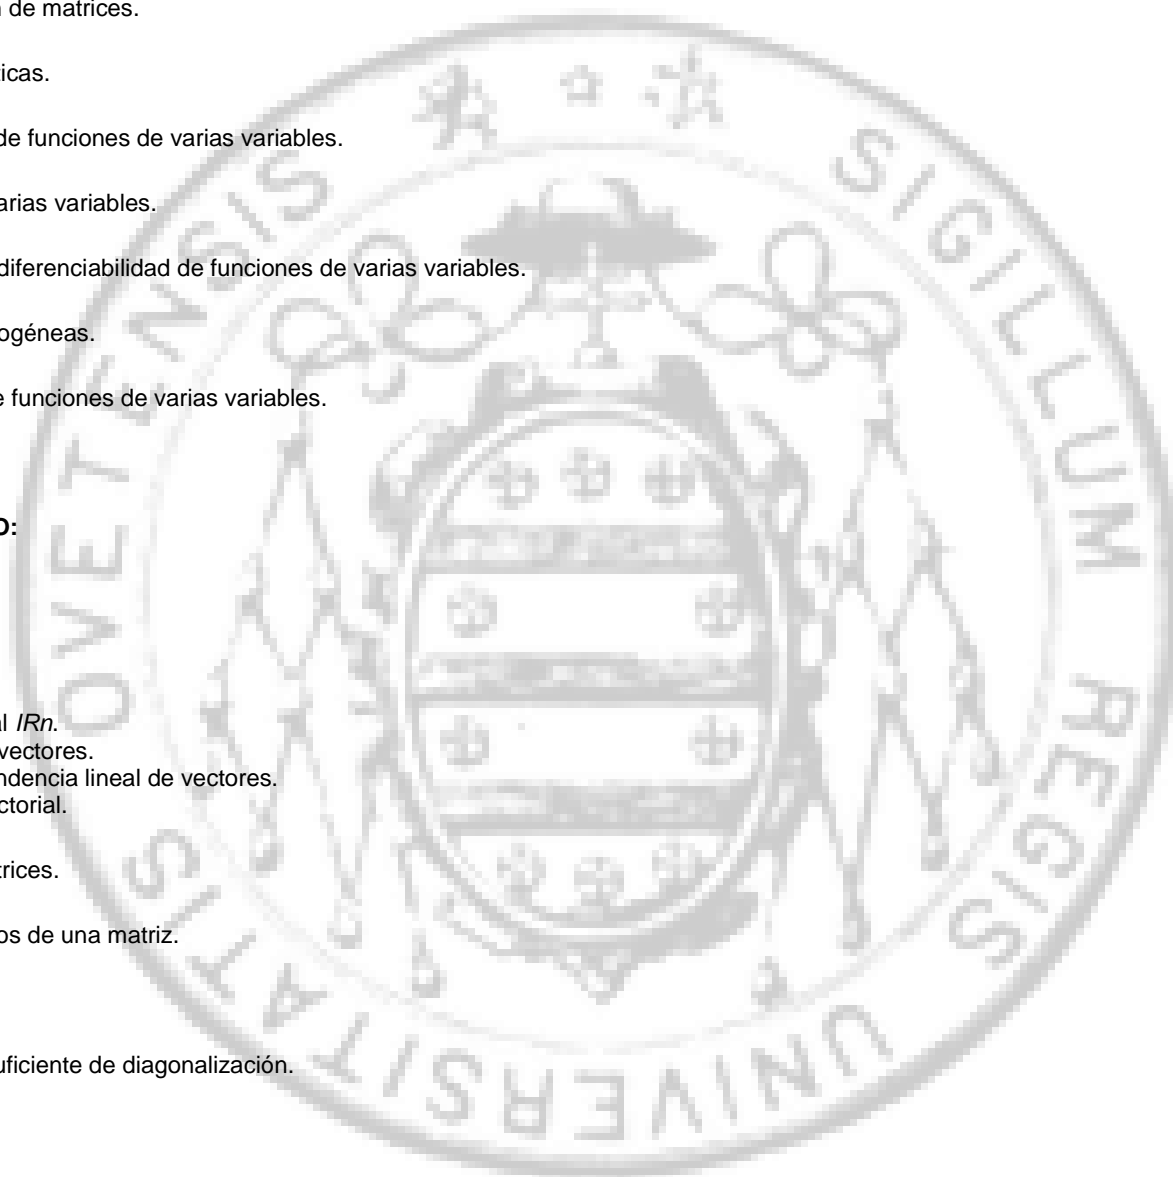 de matrices.
ticas.
de funciones de varias variables.
arias variables.
diferenciabilidad de funciones de varias variables.
ogéneas.
funciones de varias variables.
O:
al IRn.
vectores.
ndencia lineal de vectores.
ctorial.
trices.
os de una matriz.
uficiente de diagonalización.
SIGILLUM REGIS UNIVERSITATIS OVETENSIS